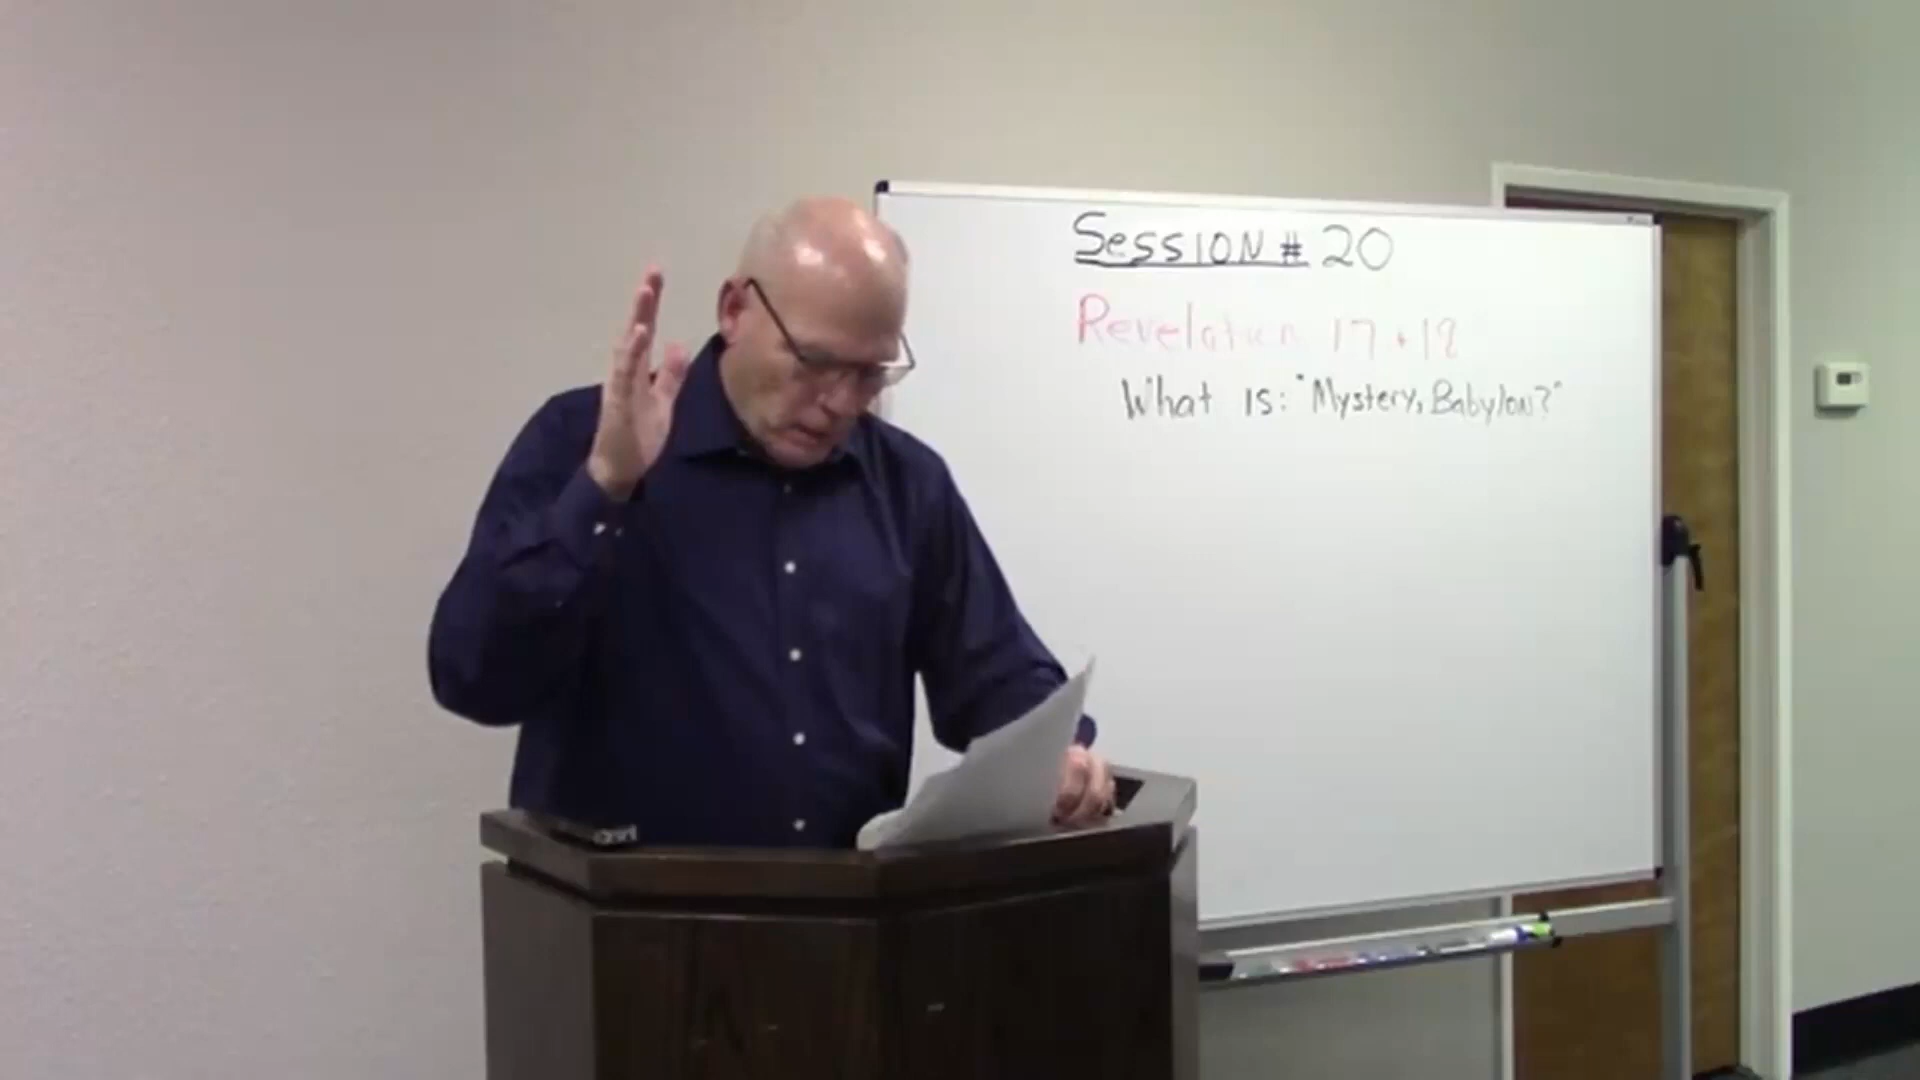 Session # 20
Revelation 17 + 18
What is: "Mystery, Babylon?"